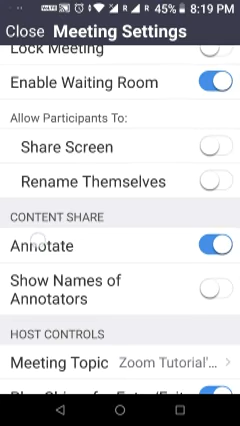 VoLTE R R 45% 8:19 PM
Close Meeting Settings
Lock Meeting
Enable Waiting Room
Allow Participants To:
Share Screen
Rename Themselves
CONTENT SHARE
Annotate
Show Names of
Annotators
HOST CONTROLS
Meeting Topic Zoom Tutorial'... >